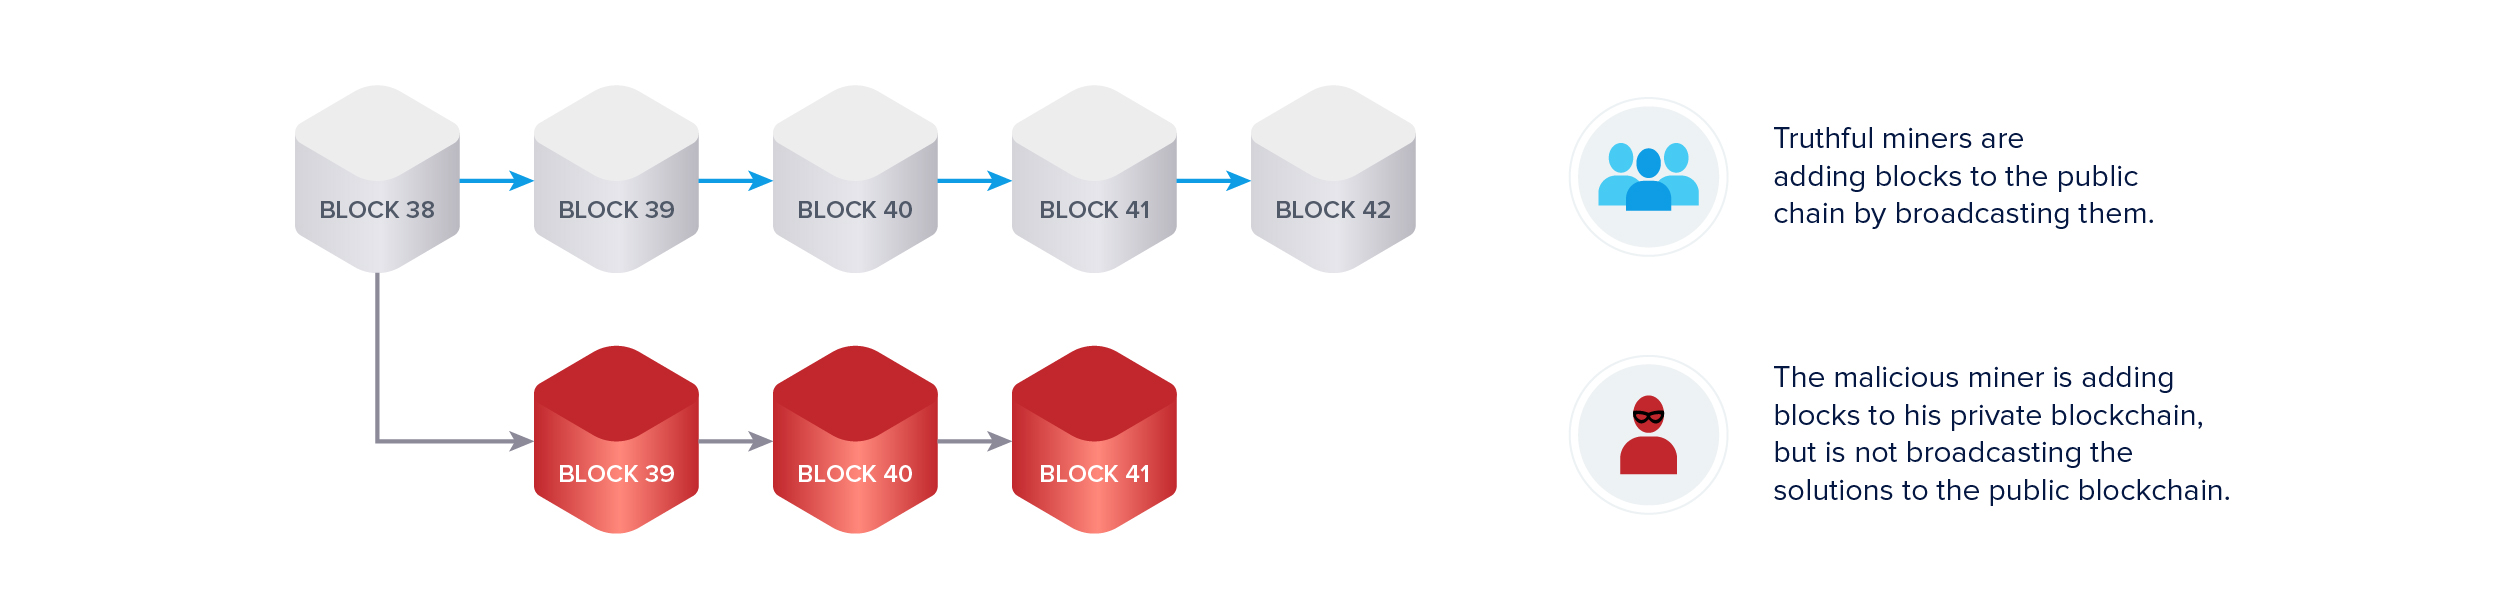 BLOCK 38
BLOCK 39
BLOCK 40
BLOCK 41
BLOCK 42
Truthful miners are
adding blocks to the public
chain by broadcasting them.
BLOCK 39
BLOCK 40
BLOCK 41
The malicious miner is adding
blocks to his private blockchain,
but is not broadcasting the
solutions to the public blockchain.